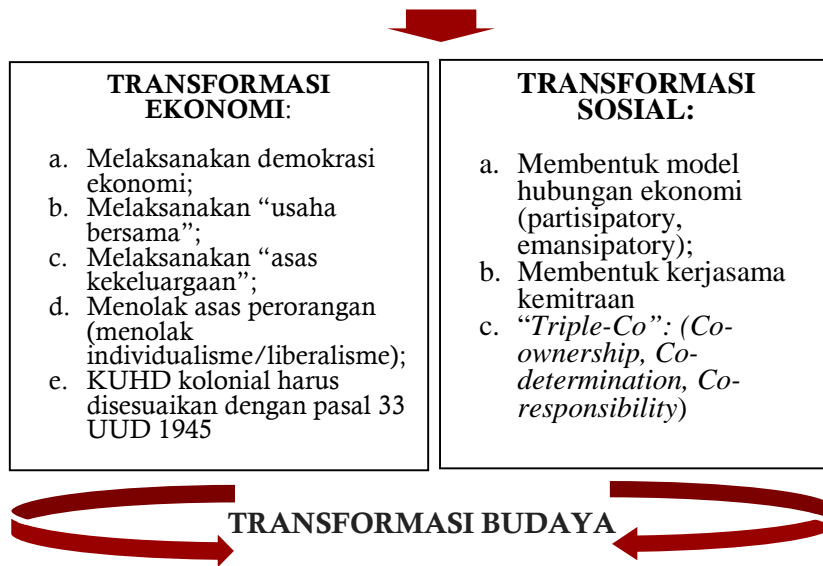 TRANSFORMASI
EKONOMI:
a. Melaksanakan demokrasi
ekonomi;
b. Melaksanakan “usaha
bersama”;
c. Melaksanakan “asas
kekeluargaan”;
d. Menolak asas perorangan
(menolak
individualisme/liberalisme);
e. KUHD kolonial harus
disesuaikan dengan pasal 33
UUD 1945
TRANSFORMASI
SOSIAL:
a. Membentuk model
hubungan ekonomi
(partisipatory,
emansipatory);
b. Membentuk kerjasama
kemitraan
c. “Triple-Co”: (Co-
ownership, Co-
determination, Co-
responsibility)
TRANSFORMASI BUDAYA